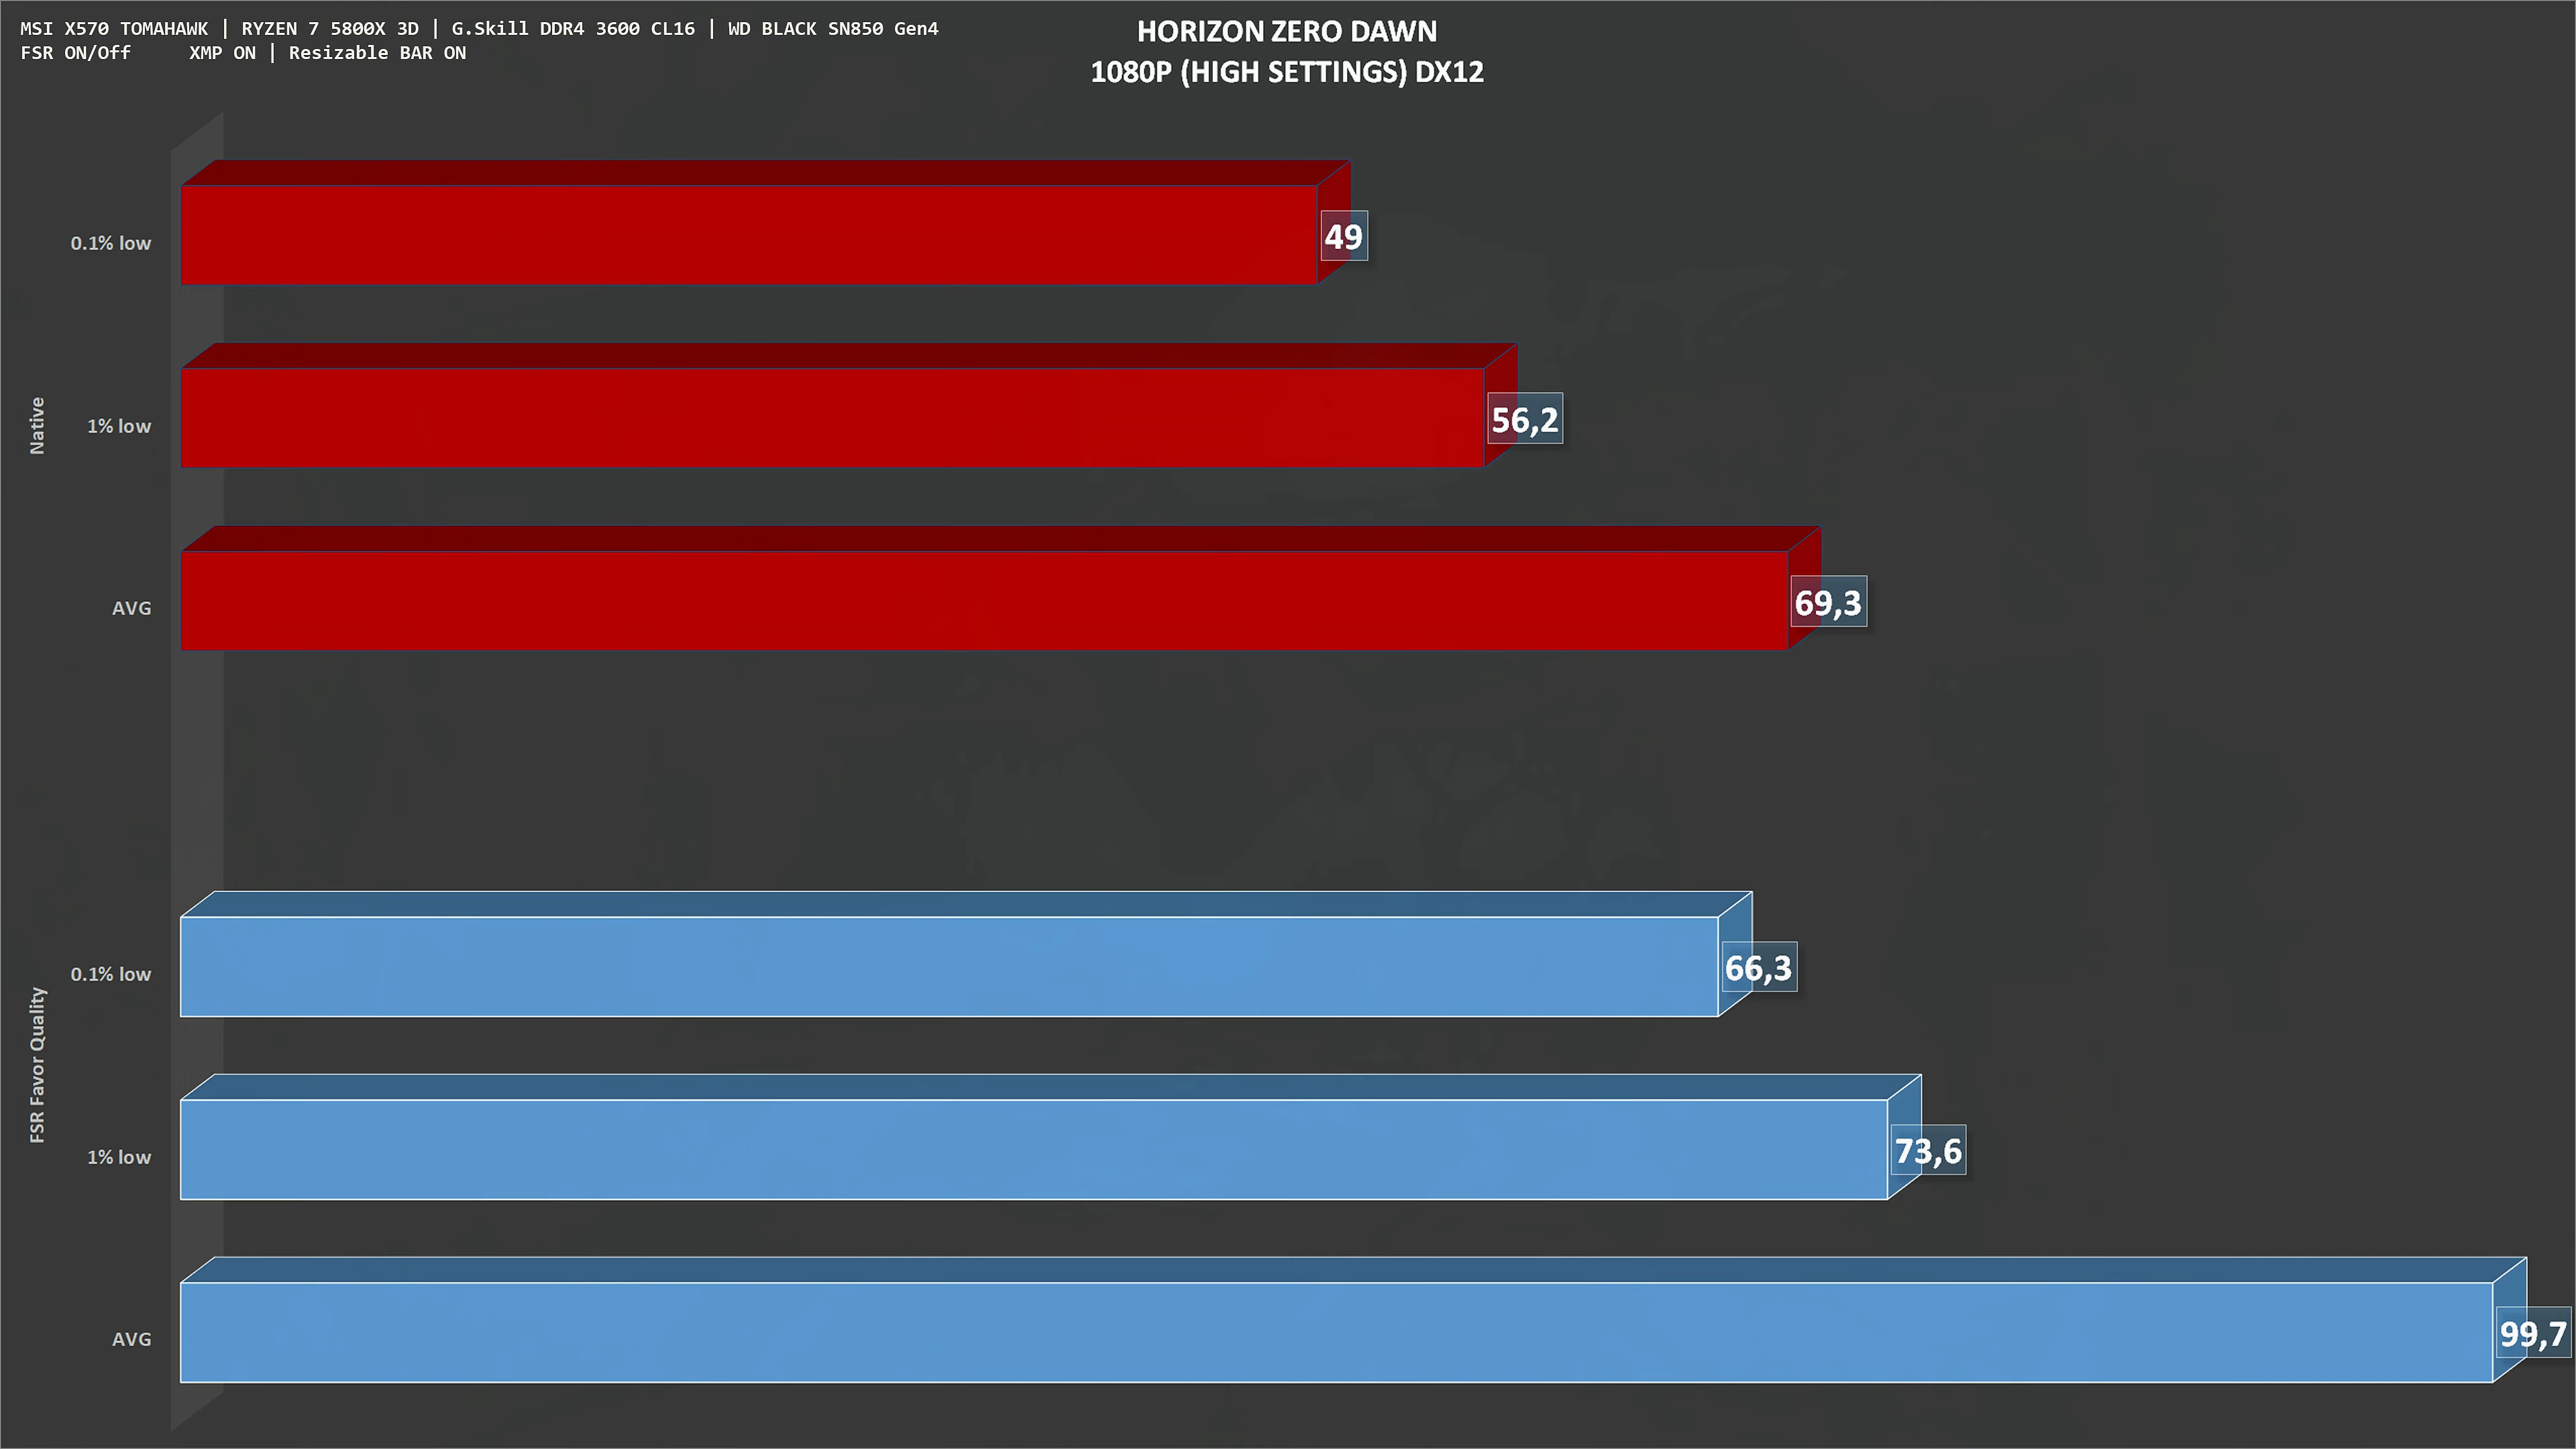 MSI X570 TOMAHAWK | RYZEN 7 5800X 3D | G.Skill DDR4 3600 CL16 | WD BLACK SN850 Gen4
FSR ON/Off XMP ON | Resizable BAR ON
HORIZON ZERO DAWN
1080P (HIGH SETTINGS) DX12
Native
0.1% low
49
1% low
56,2
AVG
69,3
FSR Favor Quality
0.1% low
66,3
1% low
73,6
AVG
99,7